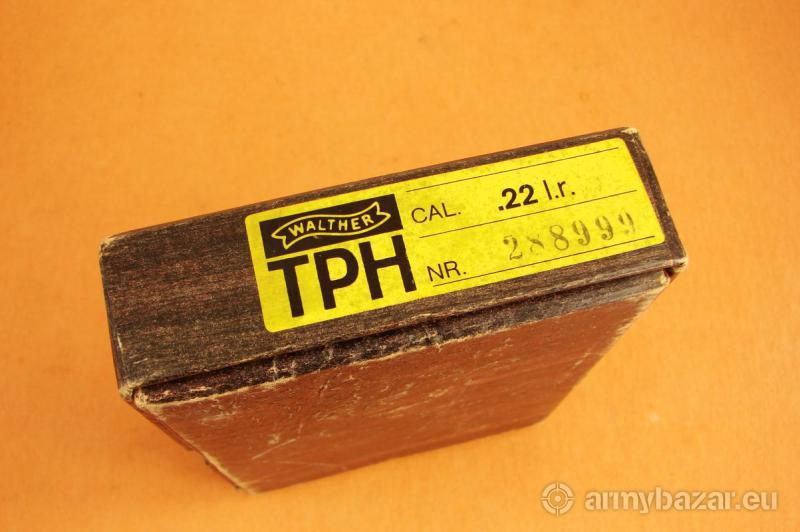 WALTHER
TPH
CAL. .22 l.r.
NR. 288999
armybazar.eu